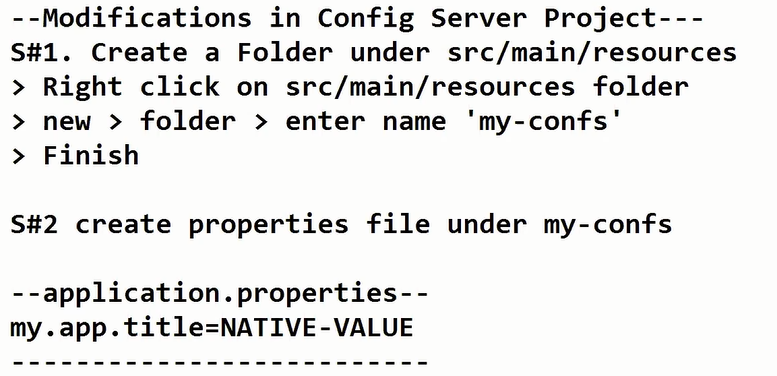 --Modifications in Config Server Project---
S#1. Create a Folder under src/main/resources
> Right click on src/main/resources folder
> new > folder > enter name 'my-confs'
> Finish
S#2 create properties file under my-confs
--application.properties--
my.app.title=NATIVE-VALUE
--------------------------